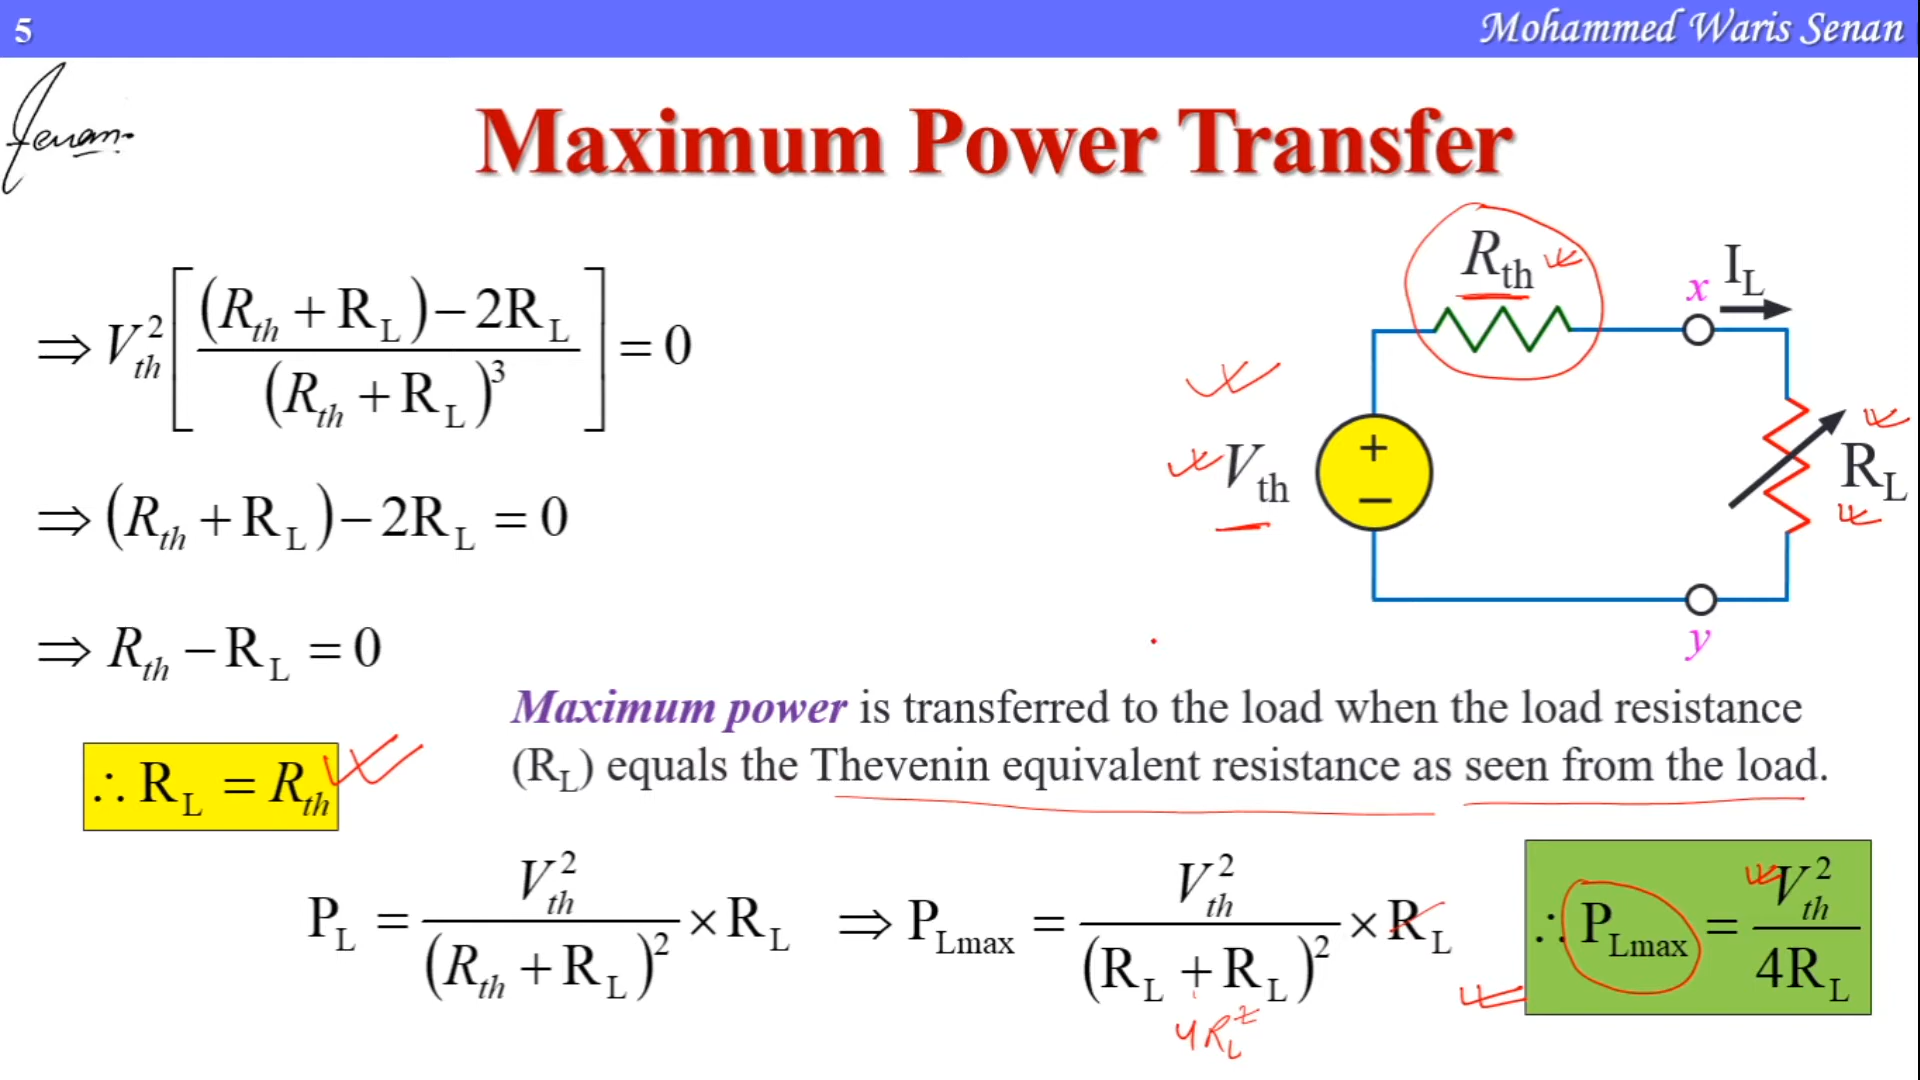 5
Mohammed Waris Senan
Senan
Maximum Power Transfer
⇒ V_th^2 [ ((R_th + R_L) − 2R_L) / (R_th + R_L)^3 ] = 0
⇒ (R_th + R_L) − 2R_L = 0
⇒ R_th − R_L = 0
∴ R_L = R_th
R_th
x
I_L
+
−
V_th
R_L
y
Maximum power is transferred to the load when the load resistance
(R_L) equals the Thevenin equivalent resistance as seen from the load.
P_L = V_th^2 / (R_th + R_L)^2 × R_L ⇒ P_Lmax = V_th^2 / (R_L + R_L)^2 × R_L
4R_L^2
∴ P_Lmax = V_th^2 / 4R_L